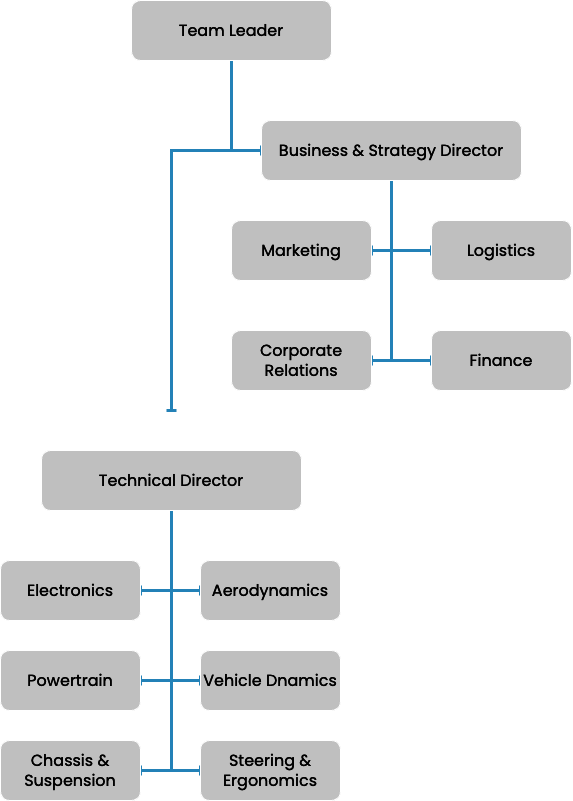 Team Leader
Business & Strategy Director
Marketing
Logistics
Corporate
Relations
Finance
Technical Director
Electronics
Aerodynamics
Powertrain
Vehicle Dnamics
Chassis &
Suspension
Steering &
Ergonomics